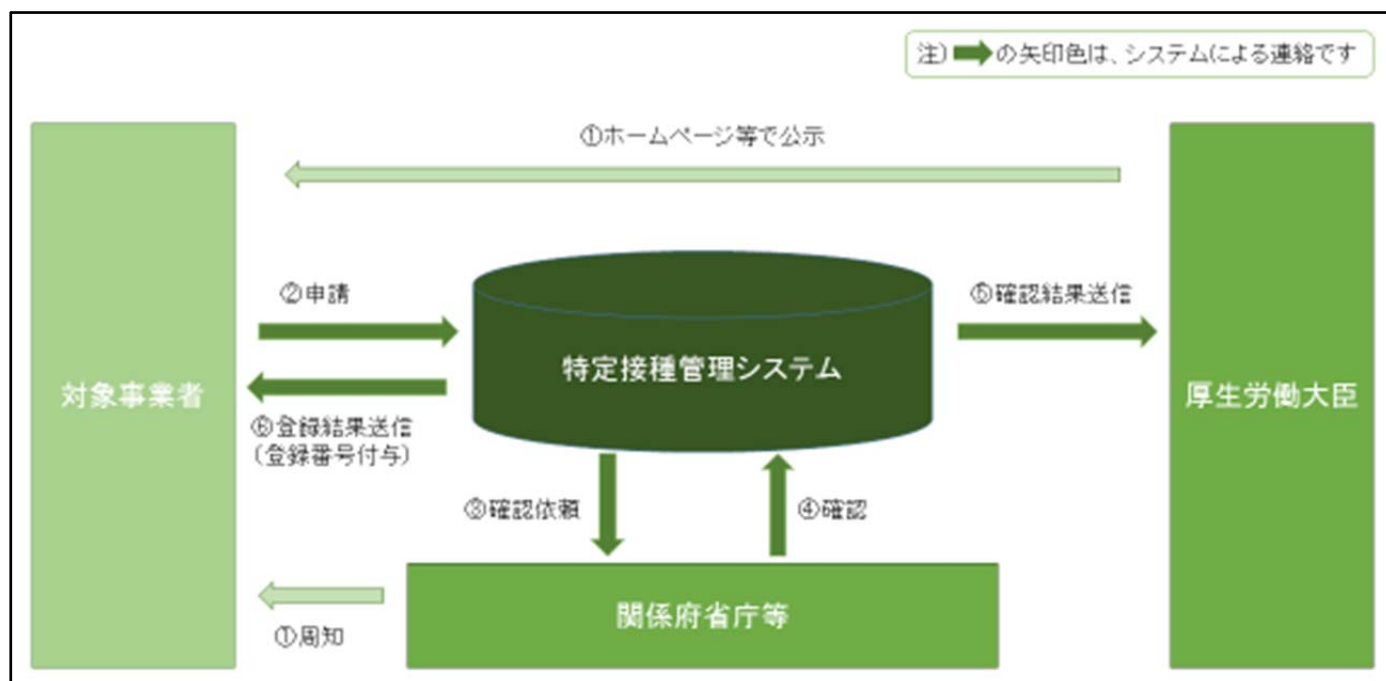 注）の矢印色は、システムによる連絡です
①ホームページ等で公示
②申請
⑤確認結果送信
特定接種管理システム
対象事業者
厚生労働大臣
⑥登録結果送信
（登録番号付与）
③確認依頼
④確認
関係府省庁等
①周知